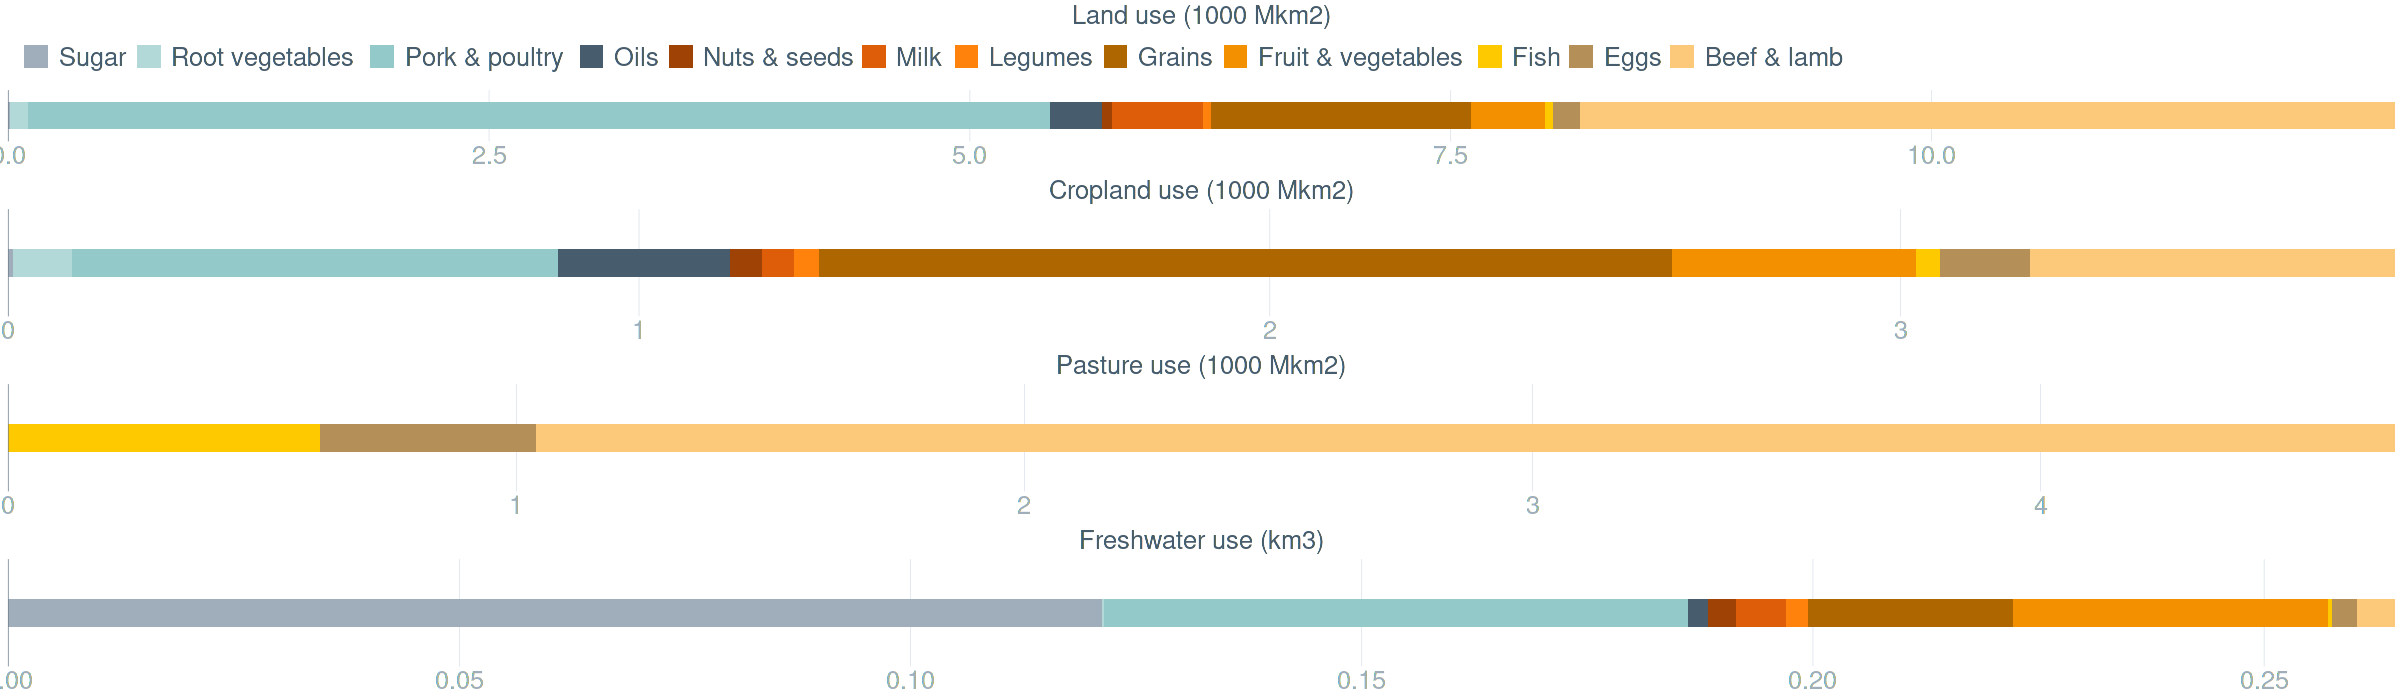 Land use (1000 Mkm2)
Sugar Root vegetables Pork & poultry Oils Nuts & seeds Milk Legumes Grains Fruit & vegetables Fish Eggs Beef & lamb
0.0 2.5 5.0 7.5 10.0
Cropland use (1000 Mkm2)
0 1 2 3
Pasture use (1000 Mkm2)
0 1 2 3 4
Freshwater use (km3)
.00 0.05 0.10 0.15 0.20 0.25